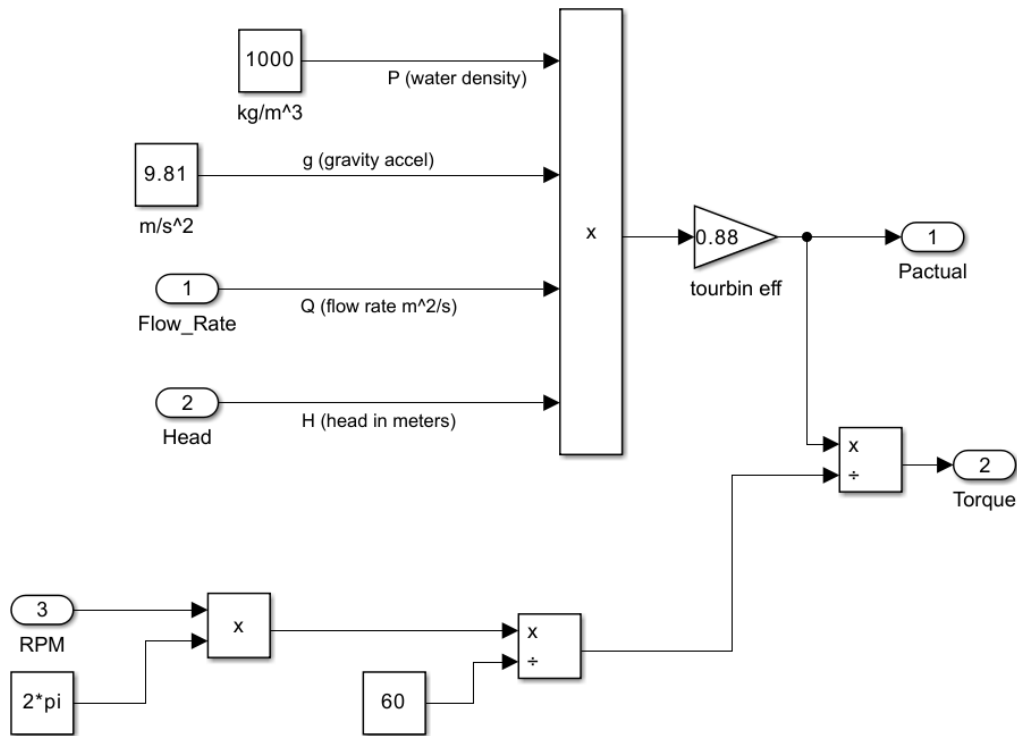 1000
P (water density)
kg/m^3
9.81
g (gravity accel)
m/s^2
x
0.88
tourbin eff
1
Pactual
1
Q (flow rate m^2/s)
Flow_Rate
2
H (head in meters)
Head
x
÷
2
Torque
3
RPM
x
2*pi
x
÷
60